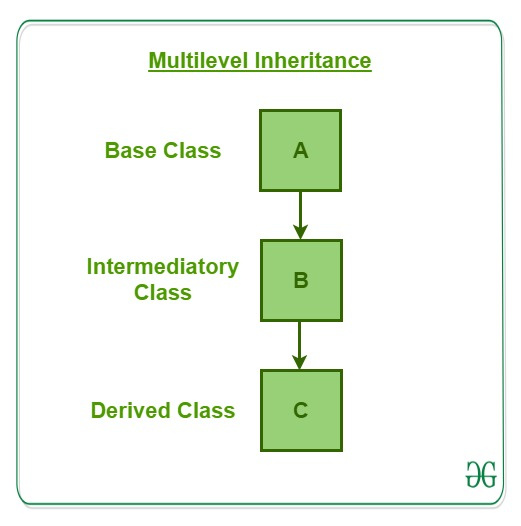 Multilevel Inheritance
Base Class
A
Intermediatory
Class
B
Derived Class
C